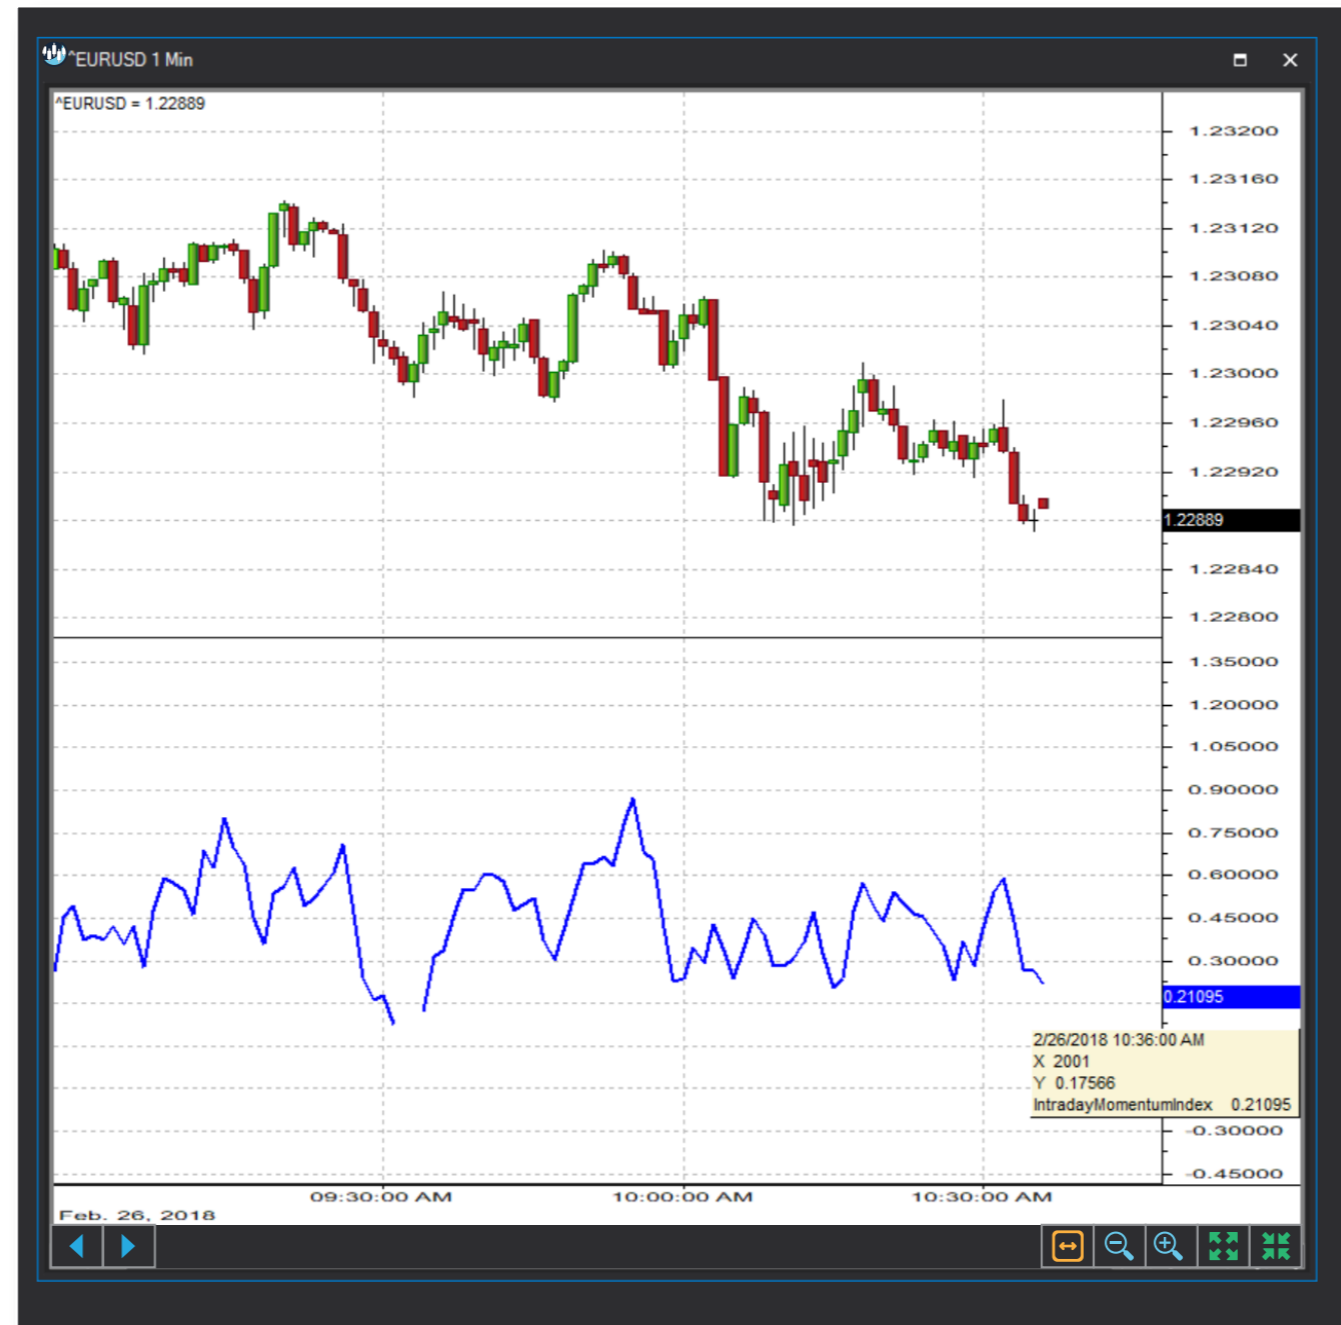 ^EURUSD 1 Min
^EURUSD = 1.22889
1.23200
1.23160
1.23120
1.23080
1.23040
1.23000
1.22960
1.22920
1.22889
1.22840
1.22800
1.35000
1.20000
1.05000
0.90000
0.75000
0.60000
0.45000
0.30000
0.21095
2/26/2018 10:36:00 AM
X 2001
Y 0.17566
IntradayMomentumIndex 0.21095
-0.30000
-0.45000
09:30:00 AM 10:00:00 AM 10:30:00 AM
Feb. 26, 2018